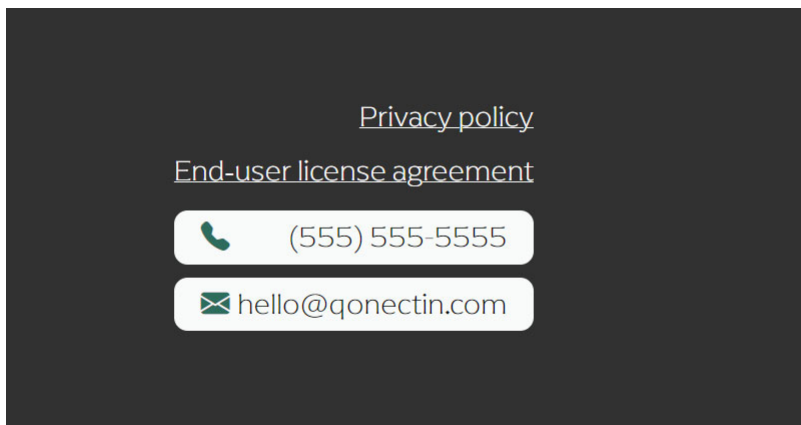 Privacy policy
End-user license agreement
(555) 555-5555
hello@qonectin.com